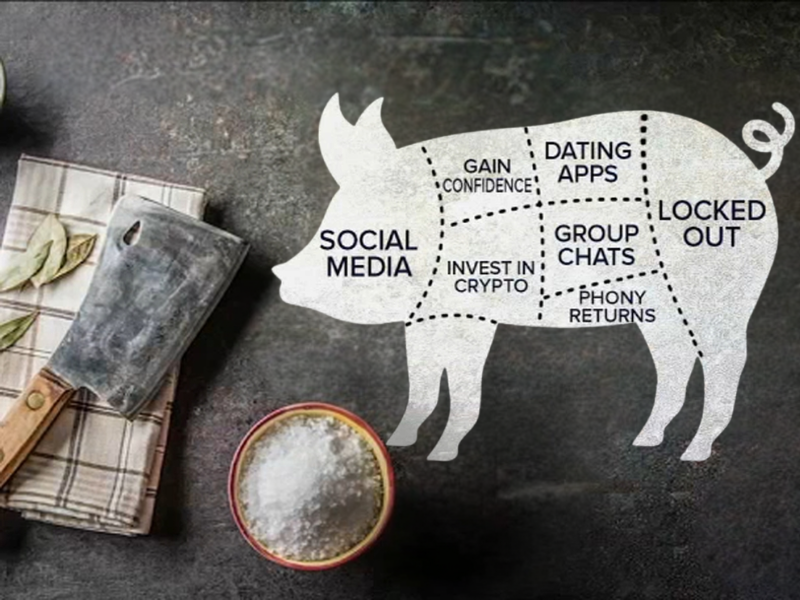 SOCIAL
MEDIA
GAIN
CONFIDENCE
INVEST IN
CRYPTO
DATING
APPS
GROUP
CHATS
PHONY
RETURNS
LOCKED
OUT